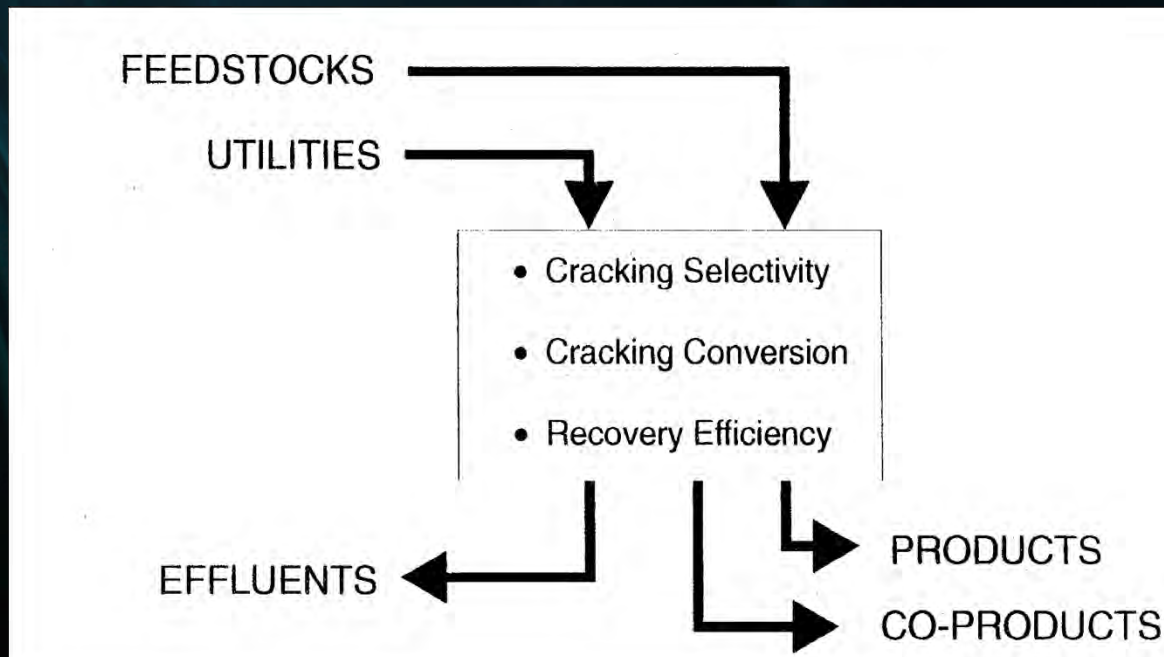 FEEDSTOCKS
UTILITIES
• Cracking Selectivity
• Cracking Conversion
• Recovery Efficiency
EFFLUENTS
PRODUCTS
CO-PRODUCTS